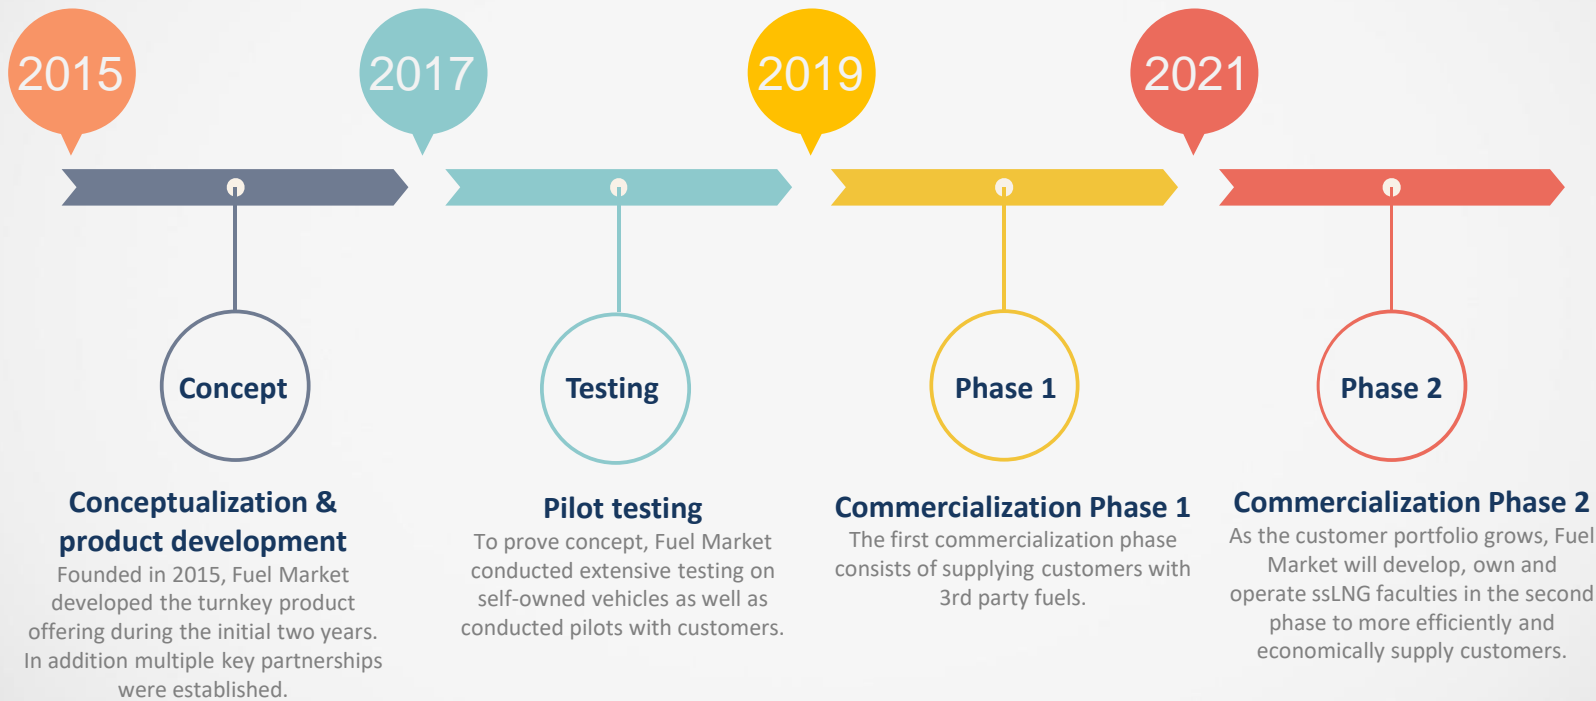 2015
2017
2019
2021
Concept
Testing
Phase 1
Phase 2
Conceptualization &
product development
Founded in 2015, Fuel Market
developed the turnkey product
offering during the initial two years.
In addition multiple key partnerships
were established.
Pilot testing
To prove concept, Fuel Market
conducted extensive testing on
self-owned vehicles as well as
conducted pilots with customers.
Commercialization Phase 1
The first commercialization phase
consists of supplying customers with
3rd party fuels.
Commercialization Phase 2
As the customer portfolio grows, Fuel
Market will develop, own and
operate ssLNG faculties in the second
phase to more efficiently and
economically supply customers.